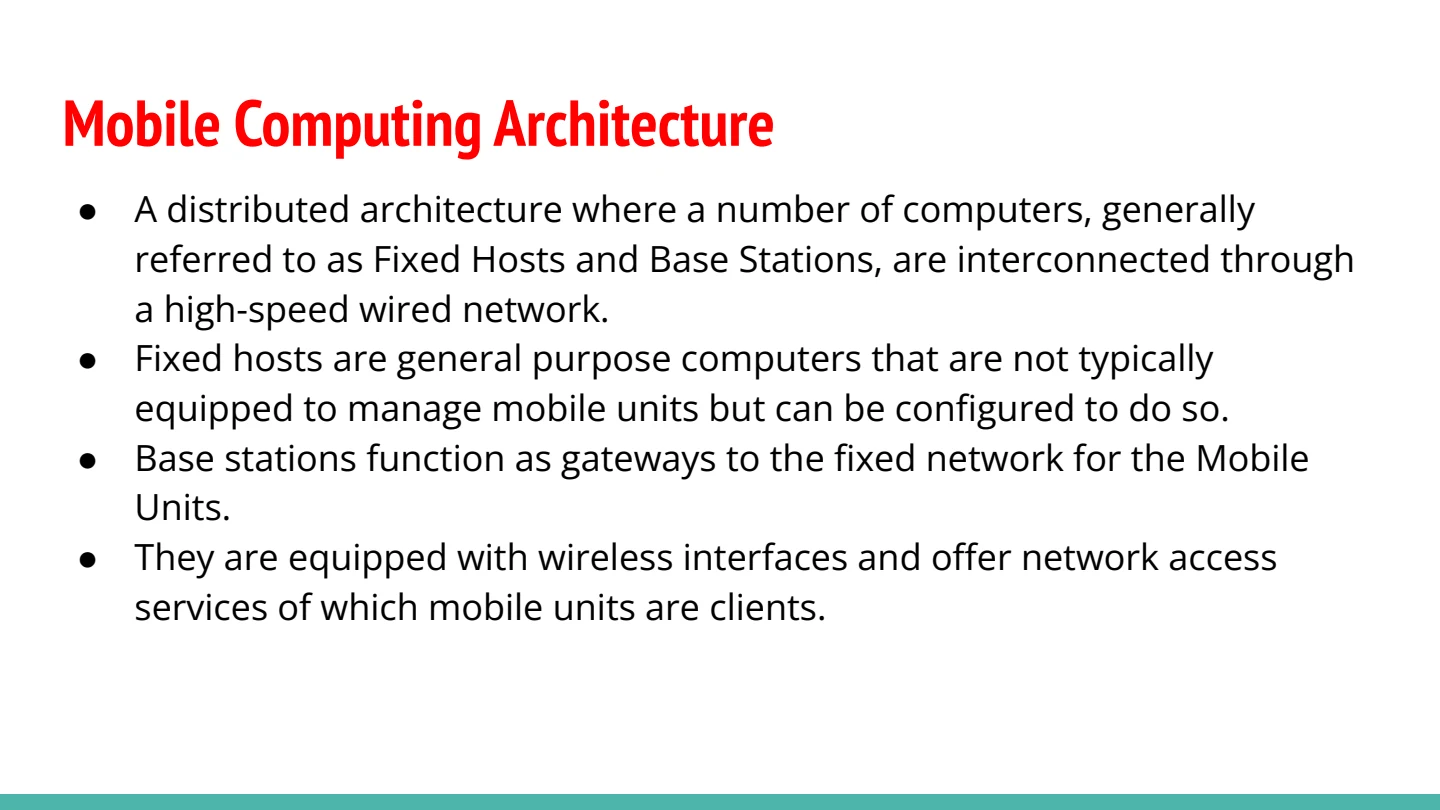 Mobile Computing Architecture
● A distributed architecture where a number of computers, generally
referred to as Fixed Hosts and Base Stations, are interconnected through
a high-speed wired network.
● Fixed hosts are general purpose computers that are not typically
equipped to manage mobile units but can be configured to do so.
● Base stations function as gateways to the fixed network for the Mobile
Units.
● They are equipped with wireless interfaces and offer network access
services of which mobile units are clients.